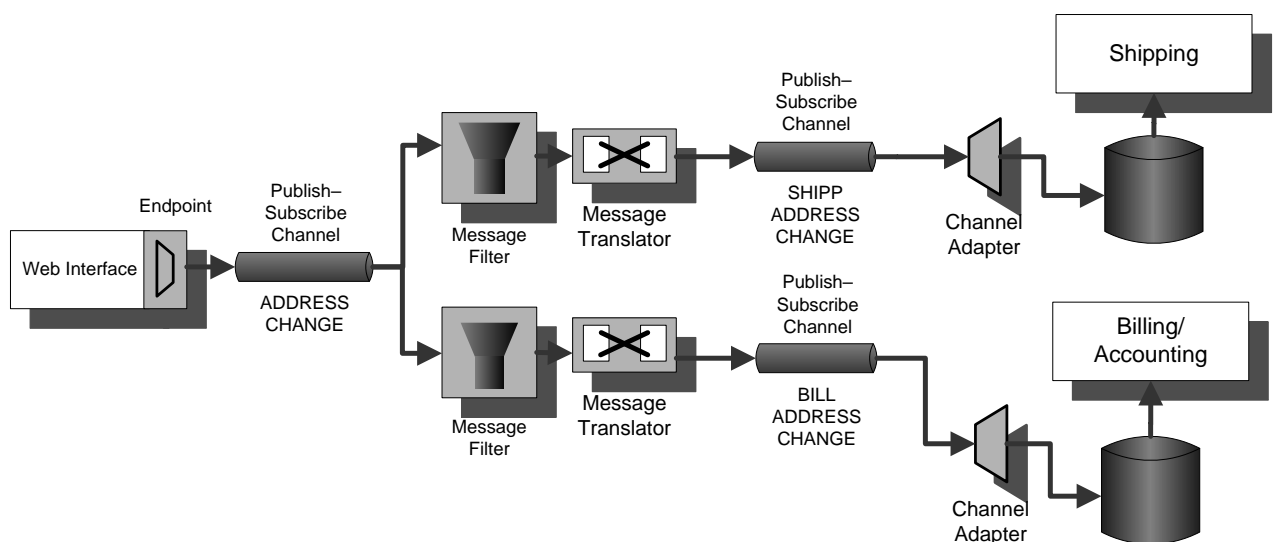 Web Interface
Endpoint
Publish–
Subscribe
Channel
ADDRESS
CHANGE
Message
Filter
Message
Translator
Publish–
Subscribe
Channel
SHIPP
ADDRESS
CHANGE
Channel
Adapter
Shipping
Message
Filter
Message
Translator
Publish–
Subscribe
Channel
BILL
ADDRESS
CHANGE
Channel
Adapter
Billing/
Accounting